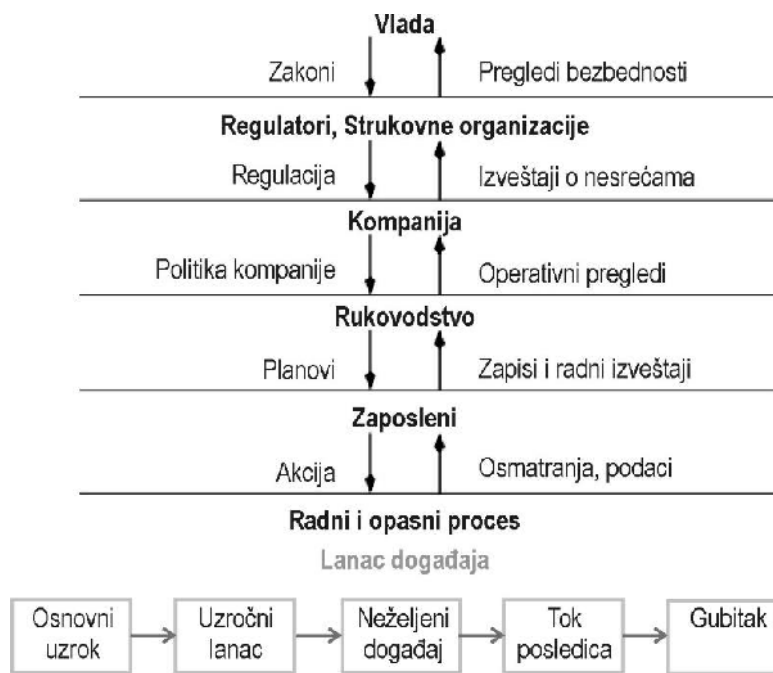 Vlada
Zakoni Pregledi bezbednosti
Regulatori, Strukovne organizacije
Regulacija Izveštaji o nesrećama
Kompanija
Politika kompanije Operativni pregledi
Rukovodstvo
Planovi Zapisi i radni izveštaji
Zaposleni
Akcija Osmatranja, podaci
Radni i opasni proces
Lanac događaja
Osnovni
uzrok
Uzročni
lanac
Neželjeni
događaj
Tok
posledica
Gubitak